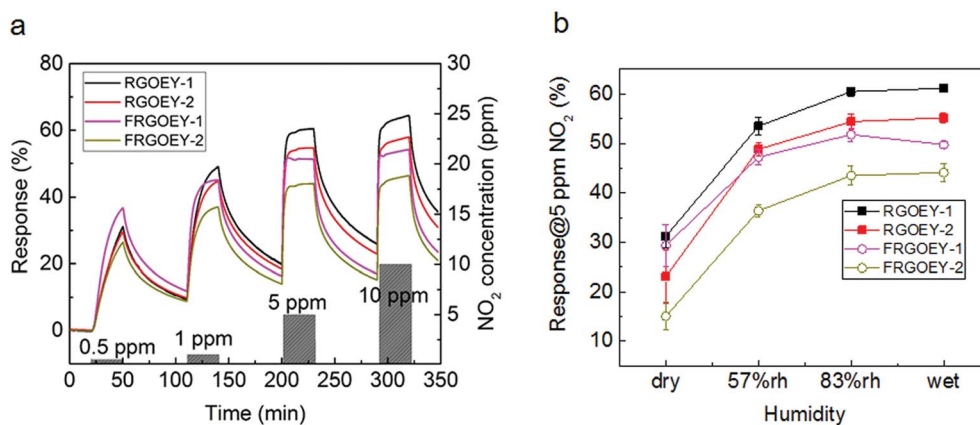 a
Response (%)
80
60
40
20
0
RGOEY-1
RGOEY-2
FRGOEY-1
FRGOEY-2
0.5 ppm
1 ppm
5 ppm
10 ppm
30
25
20
15
10
5
NO₂ concentration (ppm)
0 50 100 150 200 250 300 350
Time (min)
b
Response@5 ppm NO₂ (%)
60
50
40
30
20
10
RGOEY-1
RGOEY-2
FRGOEY-1
FRGOEY-2
dry 57%rh 83%rh wet
Humidity